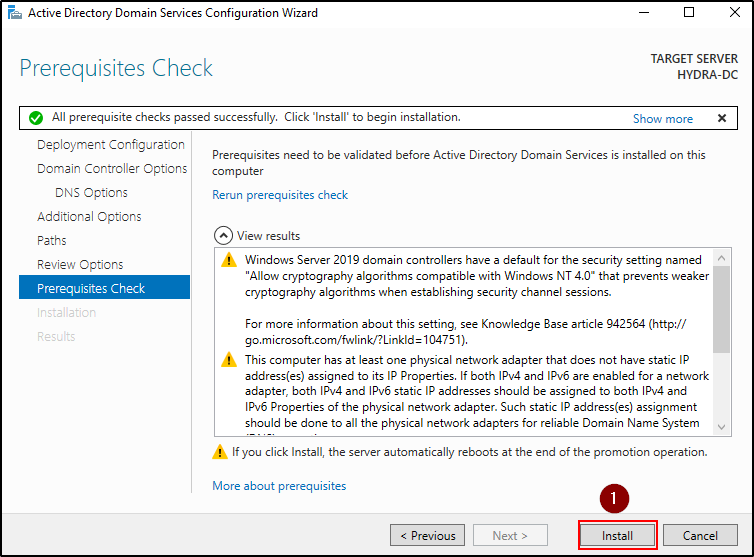 Active Directory Domain Services Configuration Wizard
Prerequisites Check
TARGET SERVER
HYDRA-DC
All prerequisite checks passed successfully. Click 'Install' to begin installation.
Show more
Deployment Configuration
Domain Controller Options
DNS Options
Additional Options
Paths
Review Options
Prerequisites Check
Installation
Results
Prerequisites need to be validated before Active Directory Domain Services is installed on this
computer
Rerun prerequisites check
View results
Windows Server 2019 domain controllers have a default for the security setting named
"Allow cryptography algorithms compatible with Windows NT 4.0" that prevents weaker
cryptography algorithms when establishing security channel sessions.
For more information about this setting, see Knowledge Base article 942564 (http://
go.microsoft.com/fwlink/?LinkId=104751).
This computer has at least one physical network adapter that does not have static IP
address(es) assigned to its IP Properties. If both IPv4 and IPv6 are enabled for a network
adapter, both IPv4 and IPv6 static IP addresses should be assigned to both IPv4 and
IPv6 Properties of the physical network adapter. Such static IP address(es) assignment
should be done to all the physical network adapters for reliable Domain Name System
If you click Install, the server automatically reboots at the end of the promotion operation.
More about prerequisites
1
< Previous
Next >
Install
Cancel